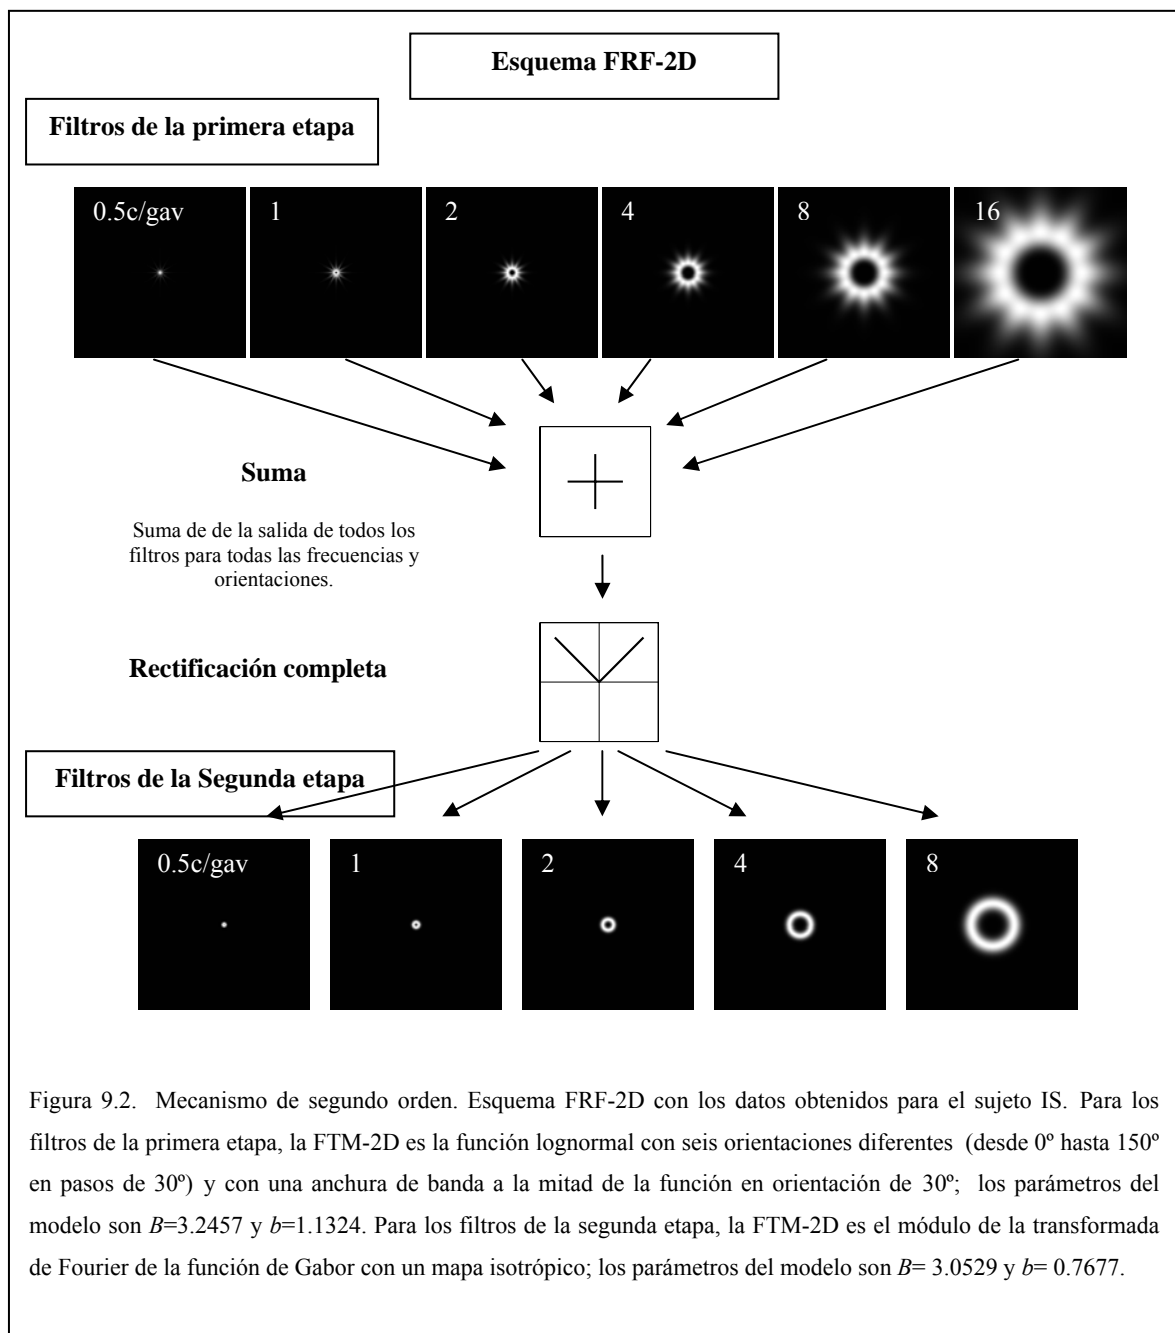 Esquema FRF-2D
Filtros de la primera etapa
0.5c/gav
1
2
4
8
16
Suma
Suma de de la salida de todos los
filtros para todas las frecuencias y
orientaciones.
Rectificación completa
Filtros de la Segunda etapa
0.5c/gav
1
2
4
8
Figura 9.2. Mecanismo de segundo orden. Esquema FRF-2D con los datos obtenidos para el sujeto IS. Para los
filtros de la primera etapa, la FTM-2D es la función lognormal con seis orientaciones diferentes (desde 0º hasta 150º
en pasos de 30º) y con una anchura de banda a la mitad de la función en orientación de 30º; los parámetros del
modelo son B=3.2457 y b=1.1324. Para los filtros de la segunda etapa, la FTM-2D es el módulo de la transformada
de Fourier de la función de Gabor con un mapa isotrópico; los parámetros del modelo son B= 3.0529 y b= 0.7677.